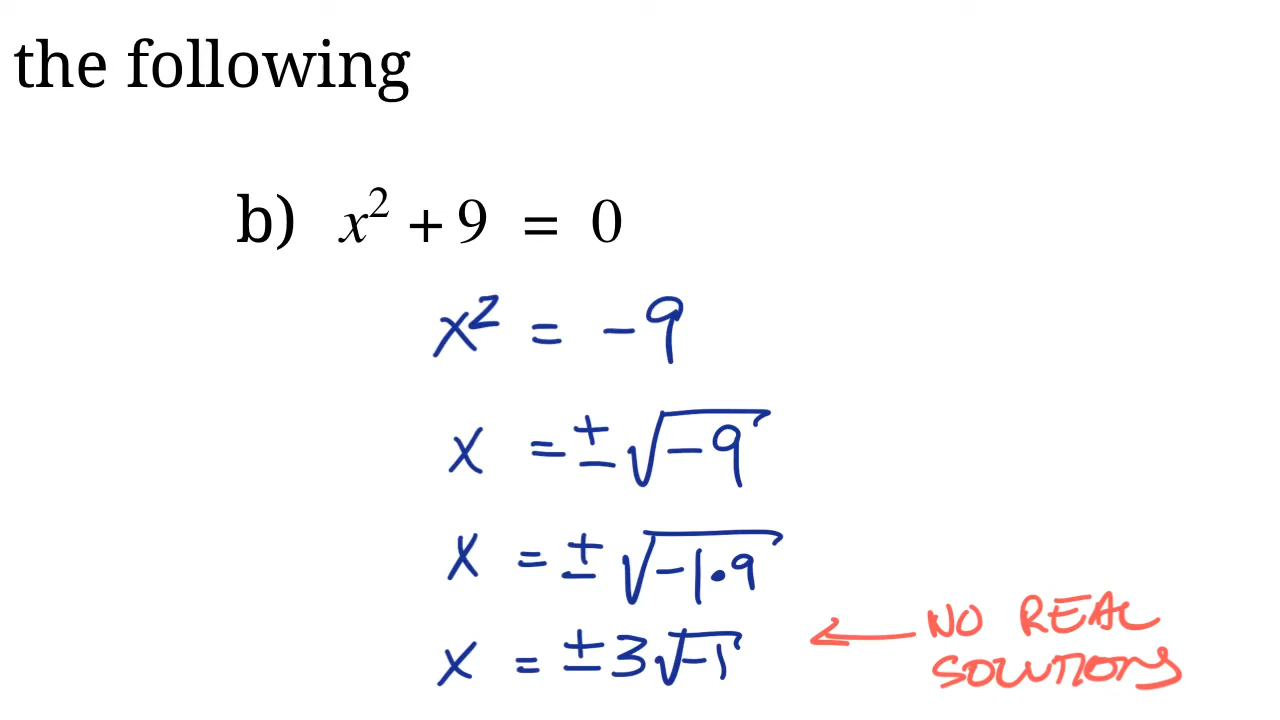 the following
b) x² + 9 = 0
x² = -9
x = ±√-9
x = ±√-1•9
x = ±3√-1
← NO REAL
SOLUTIONS